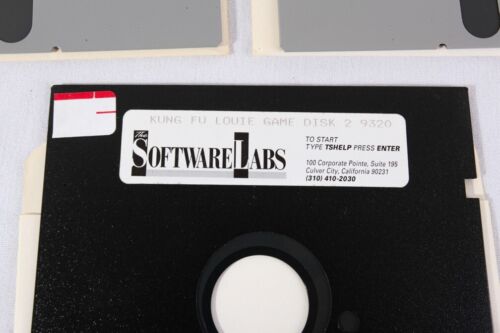 KUNG FU LOUIE GAME DISK 2 9320
The
SOFTWARE LABS
TO START
TYPE TSHELP PRESS ENTER
100 Corporate Pointe, Suite 195
Culver City, California 90231
(310) 410-2030